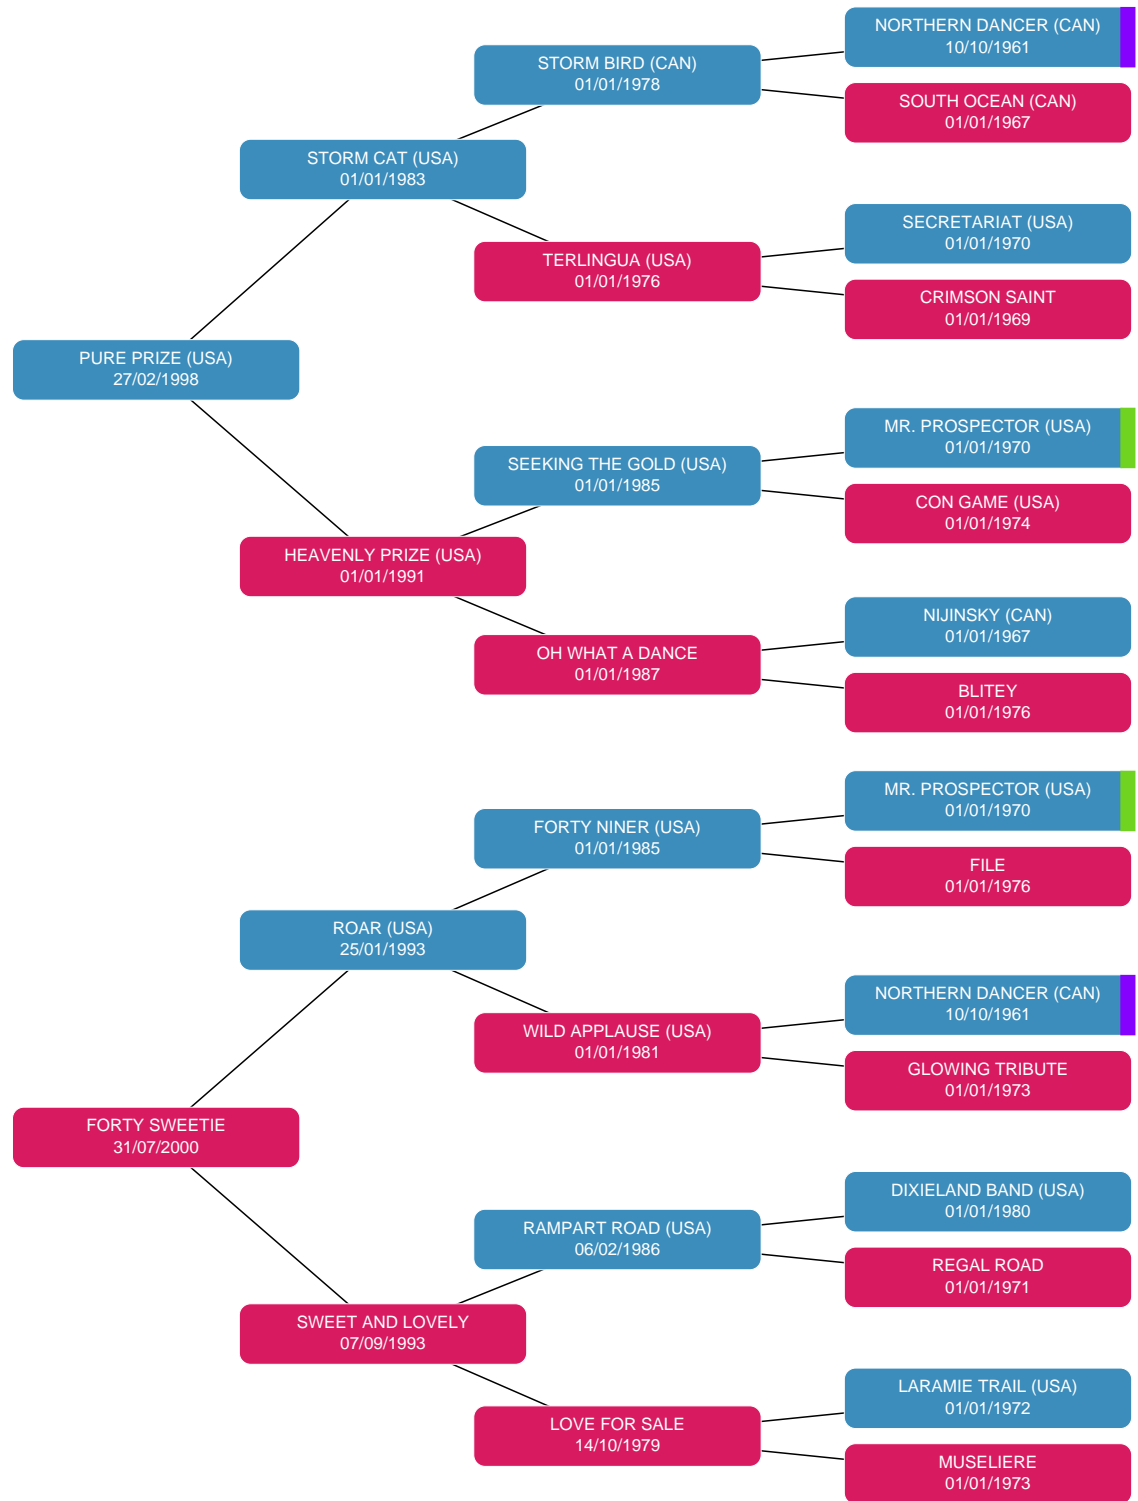 NORTHERN DANCER (CAN)
10/10/1961
STORM BIRD (CAN)
01/01/1978
SOUTH OCEAN (CAN)
01/01/1967
STORM CAT (USA)
01/01/1983
SECRETARIAT (USA)
01/01/1970
TERLINGUA (USA)
01/01/1976
CRIMSON SAINT
01/01/1969
PURE PRIZE (USA)
27/02/1998
MR. PROSPECTOR (USA)
01/01/1970
SEEKING THE GOLD (USA)
01/01/1985
CON GAME (USA)
01/01/1974
HEAVENLY PRIZE (USA)
01/01/1991
NIJINSKY (CAN)
01/01/1967
OH WHAT A DANCE
01/01/1987
BLITEY
01/01/1976
MR. PROSPECTOR (USA)
01/01/1970
FORTY NINER (USA)
01/01/1985
FILE
01/01/1976
ROAR (USA)
25/01/1993
NORTHERN DANCER (CAN)
10/10/1961
WILD APPLAUSE (USA)
01/01/1981
GLOWING TRIBUTE
01/01/1973
FORTY SWEETIE
31/07/2000
DIXIELAND BAND (USA)
01/01/1980
RAMPART ROAD (USA)
06/02/1986
REGAL ROAD
01/01/1971
SWEET AND LOVELY
07/09/1993
LARAMIE TRAIL (USA)
01/01/1972
LOVE FOR SALE
14/10/1979
MUSELIERE
01/01/1973